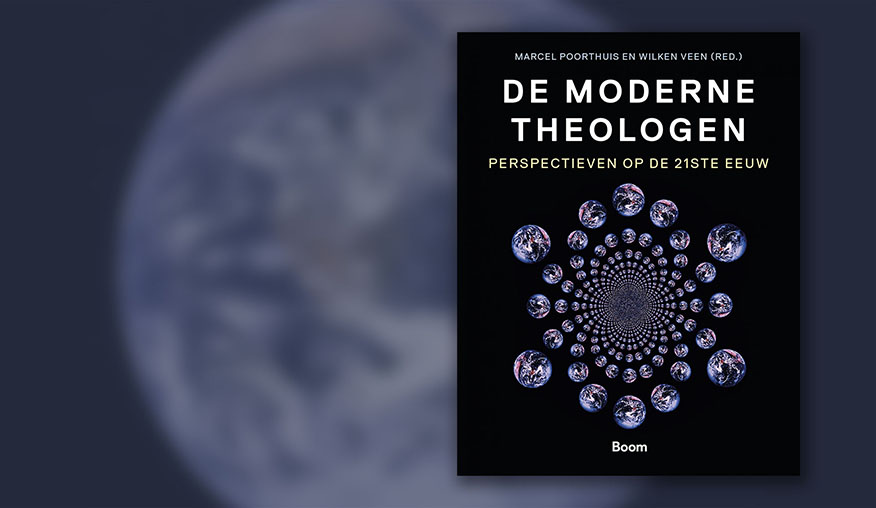 MARCEL POORTHUIS EN WILKEN VEEN (RED.)
DE MODERNE
THEOLOGEN
PERSPECTIEVEN OP DE 21STE EEUW
Boom